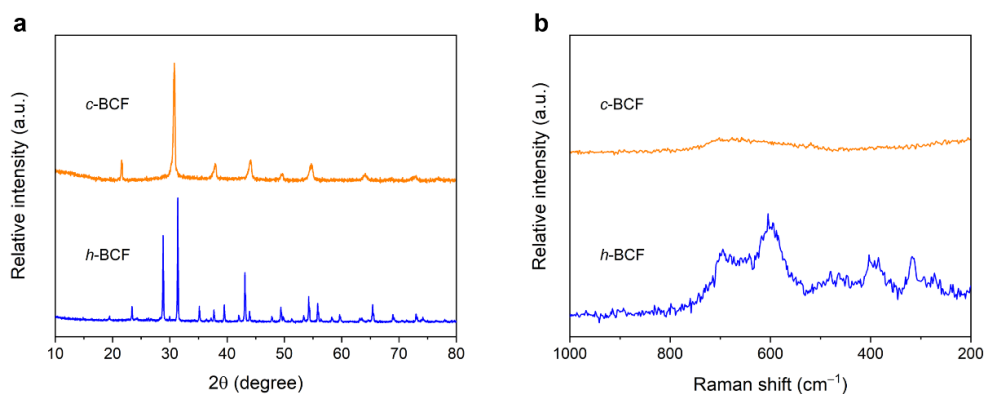 a
Relative intensity (a.u.)
c-BCF
h-BCF
10 20 30 40 50 60 70 80
2θ (degree)
b
Relative intensity (a.u.)
c-BCF
h-BCF
1000 800 600 400 200
Raman shift (cm⁻¹)